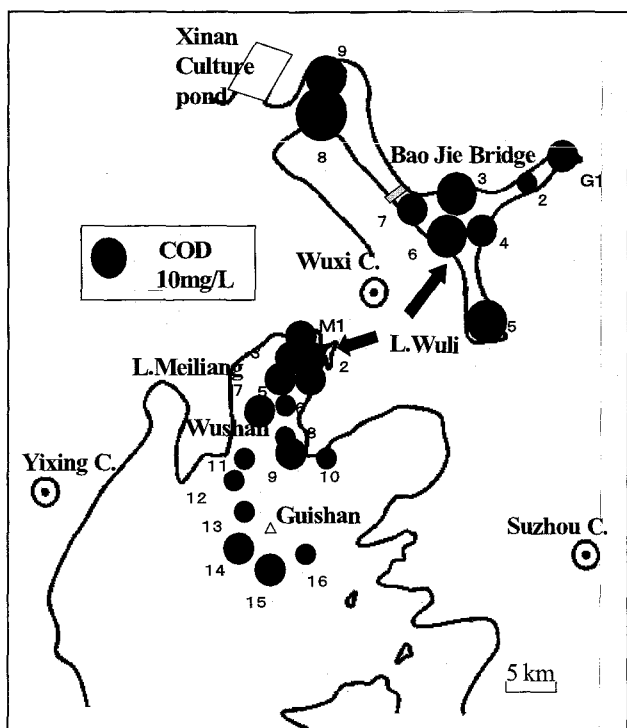 Xinan
Culture
pond
9
8
Bao Jie Bridge
3
2
G1
7
6
4
5
COD
10mg/L
Wuxi C.
M1
L.Wuli
3
2
L.Meiliang
7
5
6
Wushan
8
Yixing C.
11
9
10
12
13
Guishan
Suzhou C.
14
15
16
5 km